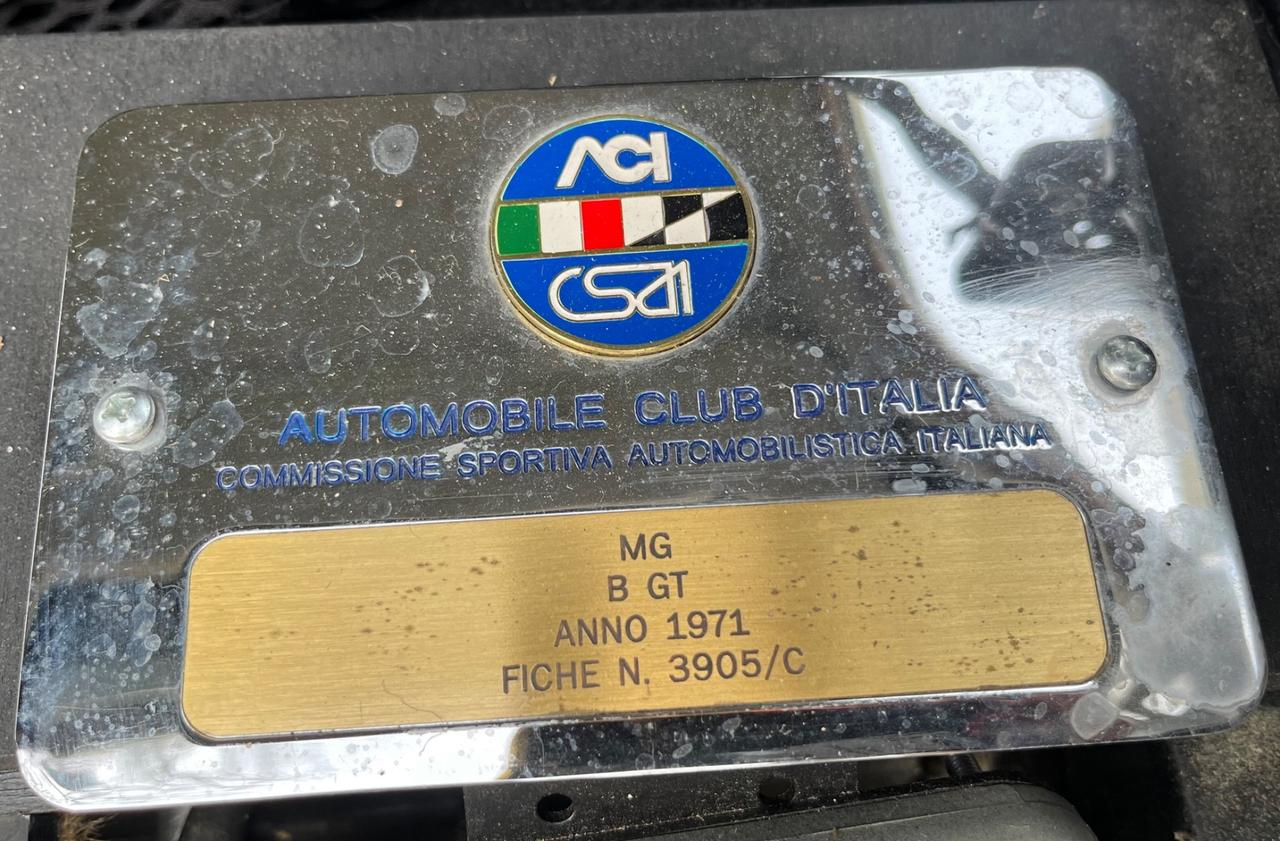 ACI
CSAI
AUTOMOBILE CLUB D'ITALIA
COMMISSIONE SPORTIVA AUTOMOBILISTICA ITALIANA
MG
B GT
ANNO 1971
FICHE N. 3905/C